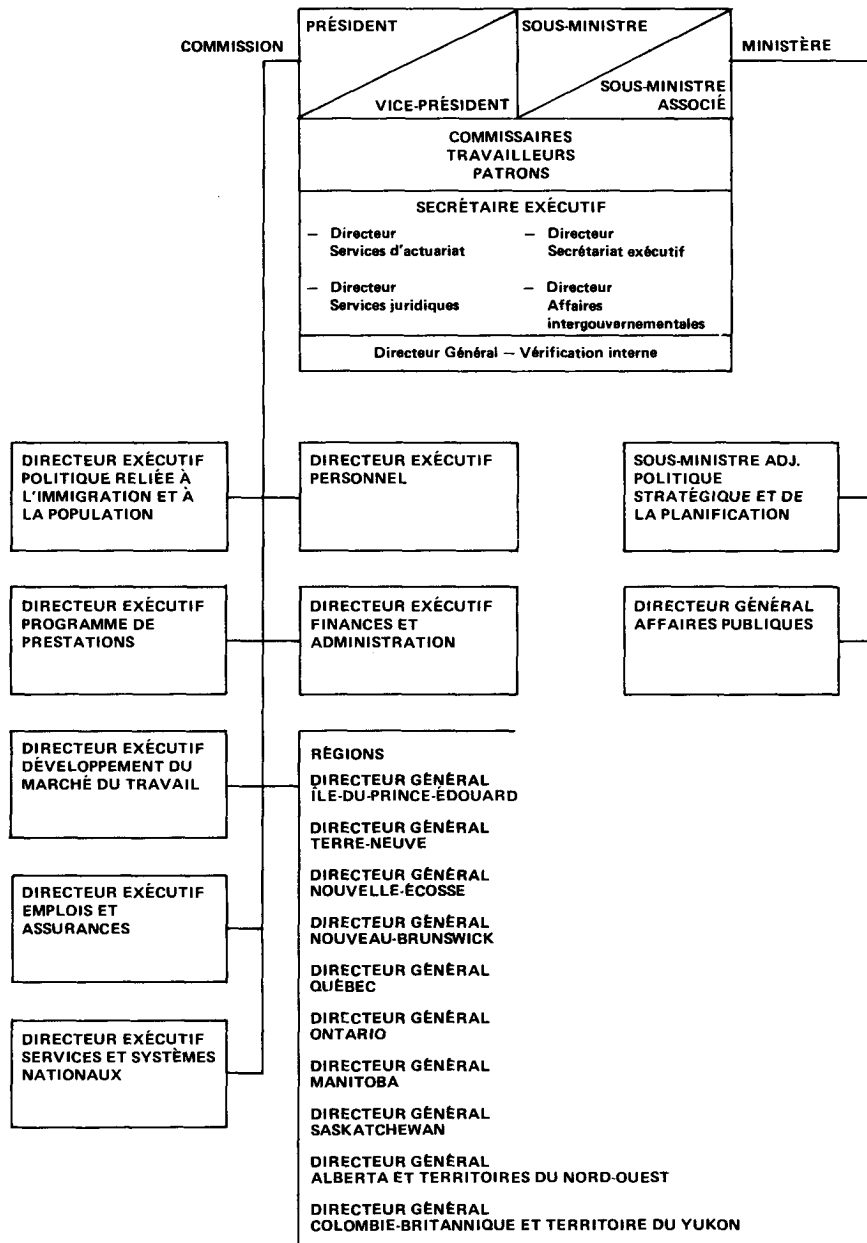 COMMISSION
PRÉSIDENT
VICE-PRÉSIDENT
SOUS-MINISTRE
SOUS-MINISTRE
ASSOCIÉ
MINISTÈRE
COMMISSAIRES
TRAVAILLEURS
PATRONS
SECRÉTAIRE EXÉCUTIF
– Directeur
Services d'actuariat
– Directeur
Secrétariat exécutif
– Directeur
Services juridiques
– Directeur
Affaires
intergouvernementales
Directeur Général – Vérification interne
DIRECTEUR EXÉCUTIF
POLITIQUE RELIÉE À
L'IMMIGRATION ET À
LA POPULATION
DIRECTEUR EXÉCUTIF
PERSONNEL
SOUS-MINISTRE ADJ.
POLITIQUE
STRATÉGIQUE ET DE
LA PLANIFICATION
DIRECTEUR EXÉCUTIF
PROGRAMME DE
PRESTATIONS
DIRECTEUR EXÉCUTIF
FINANCES ET
ADMINISTRATION
DIRECTEUR GÉNÉRAL
AFFAIRES PUBLIQUES
DIRECTEUR EXÉCUTIF
DÉVELOPPEMENT DU
MARCHÉ DU TRAVAIL
DIRECTEUR EXÉCUTIF
EMPLOIS ET
ASSURANCES
DIRECTEUR EXÉCUTIF
SERVICES ET SYSTÈMES
NATIONAUX
RÉGIONS
DIRECTEUR GÉNÉRAL
ÎLE-DU-PRINCE-ÉDOUARD
DIRECTEUR GÉNÉRAL
TERRE-NEUVE
DIRECTEUR GÉNÉRAL
NOUVELLE-ÉCOSSE
DIRECTEUR GÉNÉRAL
NOUVEAU-BRUNSWICK
DIRECTEUR GÉNÉRAL
QUÉBEC
DIRECTEUR GÉNÉRAL
ONTARIO
DIRECTEUR GÉNÉRAL
MANITOBA
DIRECTEUR GÉNÉRAL
SASKATCHEWAN
DIRECTEUR GÉNÉRAL
ALBERTA ET TERRITOIRES DU NORD-OUEST
DIRECTEUR GÉNÉRAL
COLOMBIE-BRITANNIQUE ET TERRITOIRE DU YUKON